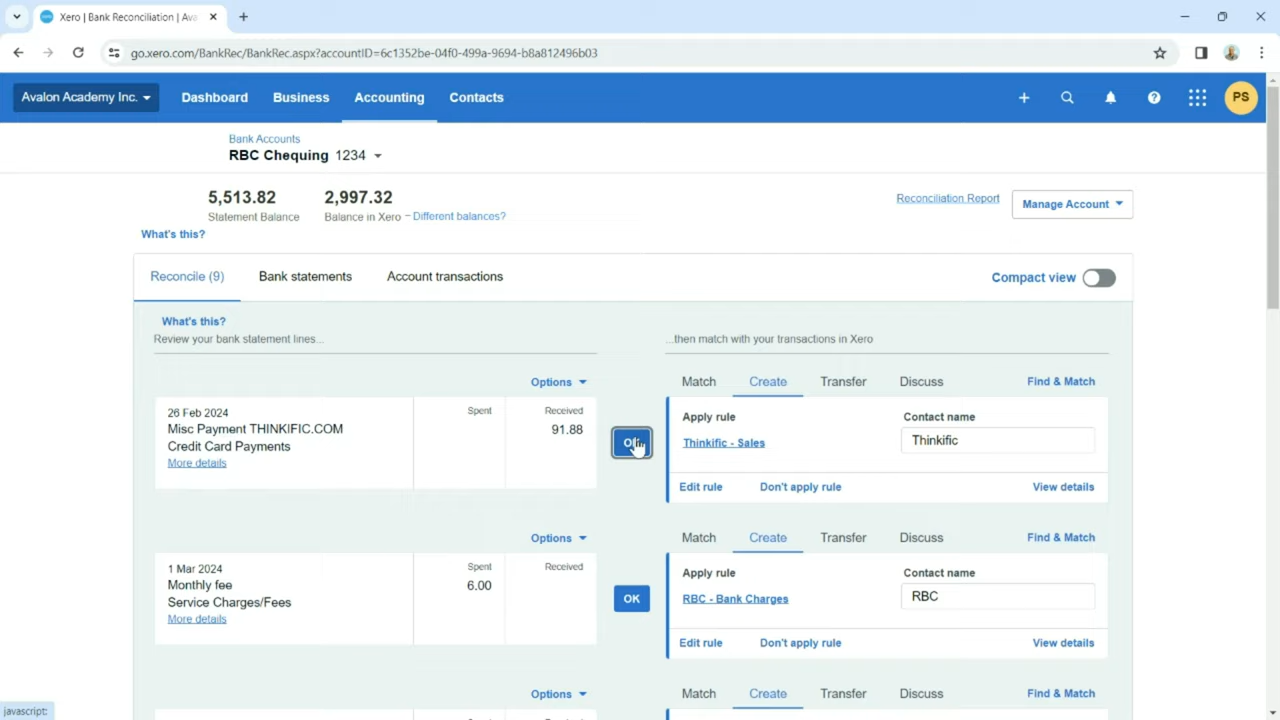 Xero | Bank Reconciliation | Ava
go.xero.com/BankRec/BankRec.aspx?accountID=6c1352be-04f0-499a-9694-b8a812496b03
Avalon Academy Inc. Dashboard Business Accounting Contacts PS
Bank Accounts
RBC Chequing 1234
5,513.82 2,997.32
Reconciliation Report Manage Account
Statement Balance Balance in Xero - Different balances?
What's this?
Reconcile (9) Bank statements Account transactions Compact view
What's this?
Review your bank statement lines... ...then match with your transactions in Xero
Options Match Create Transfer Discuss Find & Match
26 Feb 2024 Spent Received Apply rule Contact name
Misc Payment THINKIFIC.COM 91.88
Credit Card Payments Thinkific - Sales Thinkific
More details
Edit rule Don't apply rule View details
Options Match Create Transfer Discuss Find & Match
1 Mar 2024 Spent Received Apply rule Contact name
Monthly fee 6.00
Service Charges/Fees OK RBC - Bank Charges RBC
More details
Edit rule Don't apply rule View details
Options Match Create Transfer Discuss Find & Match
javascript: